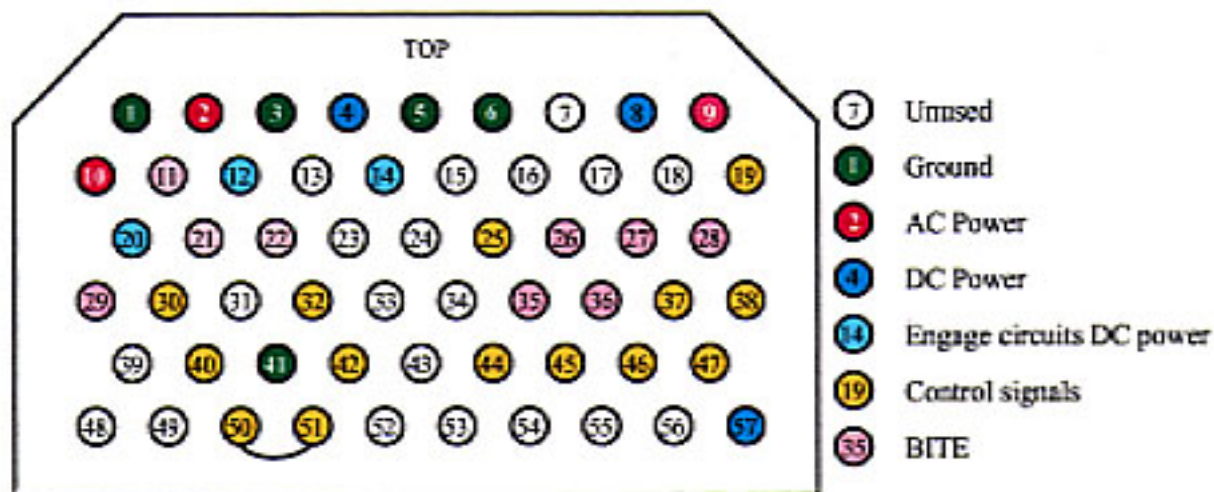 TOP
1 2 3 4 5 6 7 8 9
10 11 12 13 14 15 16 17 18 19
20 21 22 23 24 25 26 27 28
29 30 31 32 33 34 35 36 37 38
39 40 41 42 43 44 45 46 47
48 49 50 51 52 53 54 55 56 57
7 Unused
1 Ground
2 AC Power
4 DC Power
14 Engage circuits DC power
19 Control signals
35 BITE